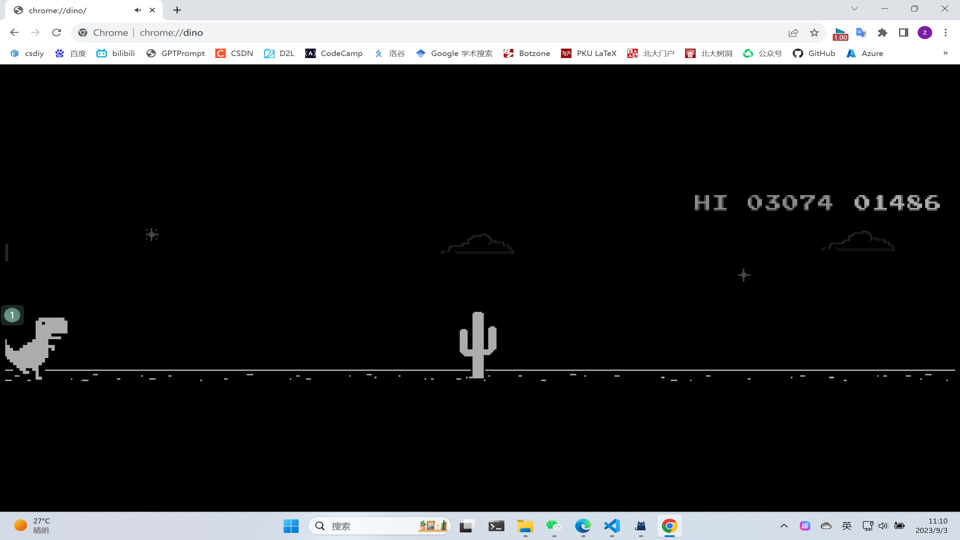 chrome://dino/
Chrome | chrome://dino
1.00
z
csdiy 百度 bilibili GPTPrompt CSDN D2L CodeCamp 洛谷 Google 学术搜索 Botzone PKU LaTeX 北大门户 北大树洞 公众号 GitHub Azure »
HI 03074 01486
1
27°C
晴朗
搜索
英
11:10
2023/9/3